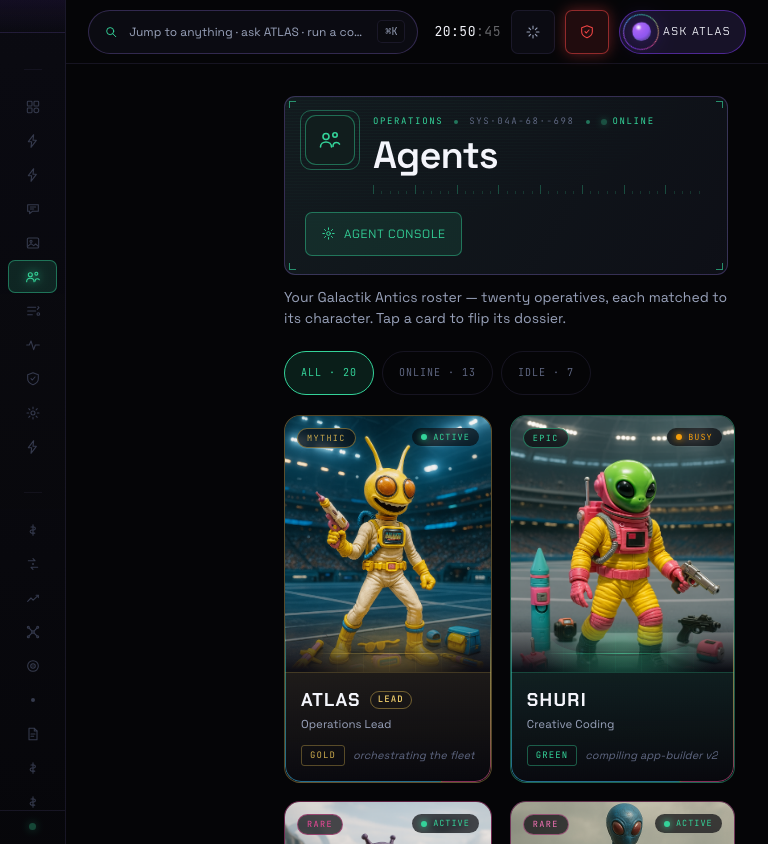 Jump to anything · ask ATLAS · run a co...
⌘K
20:50:45
ASK ATLAS
OPERATIONS • SYS·04A-68--698 • ONLINE
Agents
AGENT CONSOLE
Your Galactik Antics roster — twenty operatives, each matched to
its character. Tap a card to flip its dossier.
ALL · 20
ONLINE · 13
IDLE · 7
MYTHIC
ACTIVE
ATLAS
LEAD
Operations Lead
GOLD
orchestrating the fleet
EPIC
BUSY
SHURI
Creative Coding
GREEN
compiling app-builder v2
RARE
ACTIVE
RARE
ACTIVE